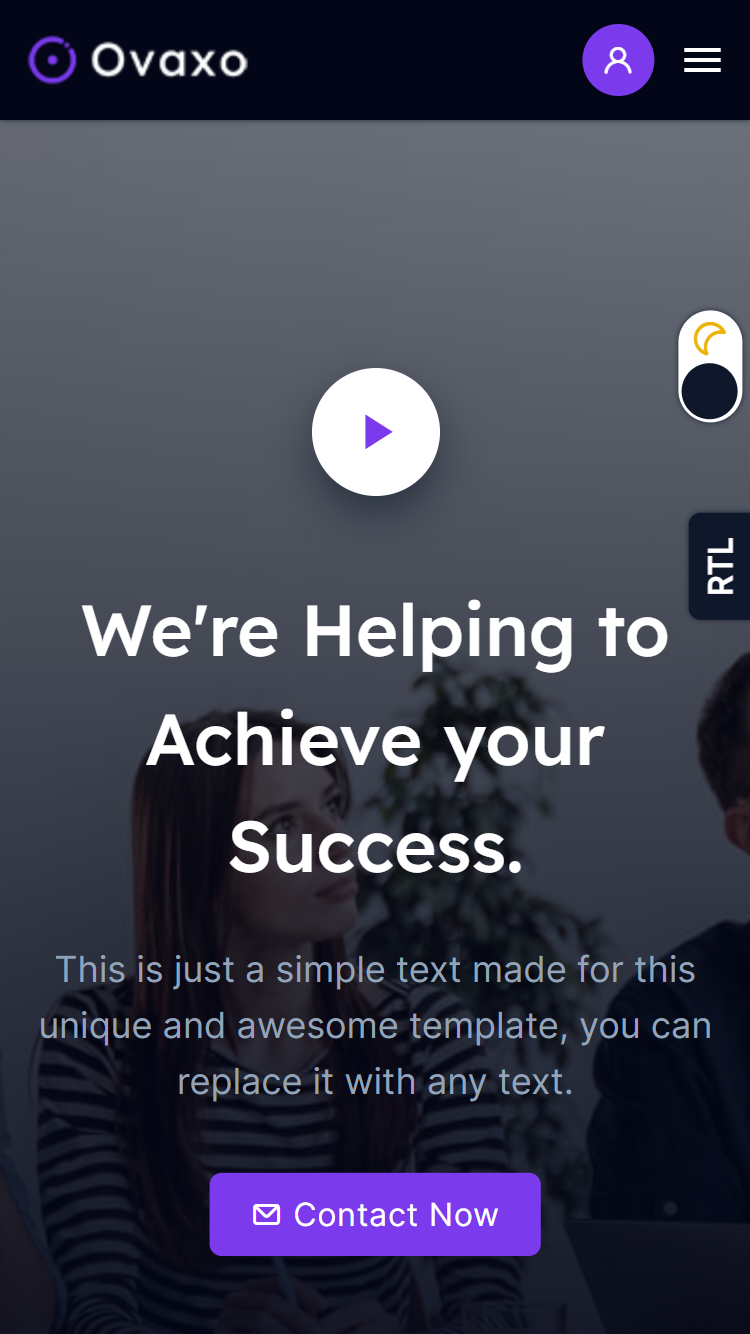 Ovaxo
RTL
We're Helping to
Achieve your
Success.
This is just a simple text made for this
unique and awesome template, you can
replace it with any text.
Contact Now